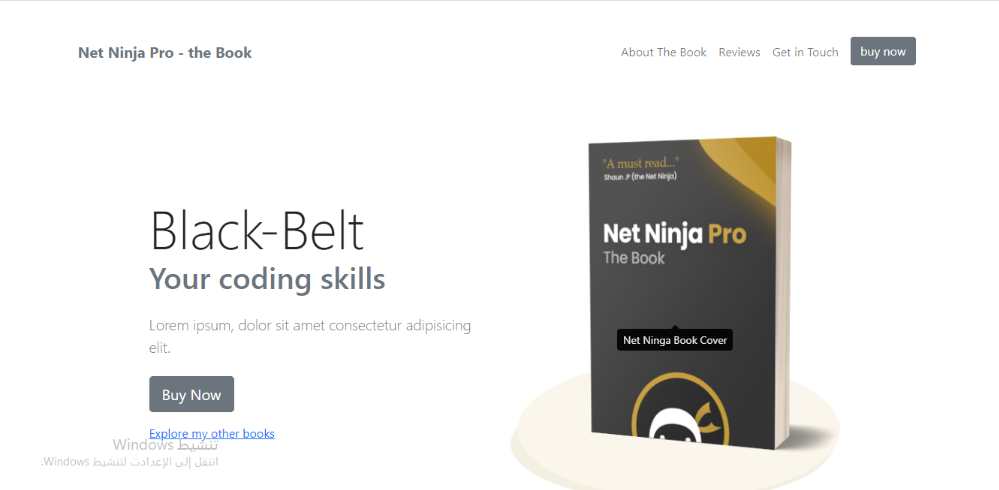 Net Ninja Pro - the Book
About The Book
Reviews
Get in Touch
buy now
Black-Belt
Your coding skills
Lorem ipsum, dolor sit amet consectetur adipisicing
elit.
Buy Now
Explore my other books
"A must read..."
Shaun P (the Net Ninja)
Net Ninja Pro
The Book
Net Ninga Book Cover
تنشيط Windows
انتقل إلى الإعدادت لتنشيط Windows.